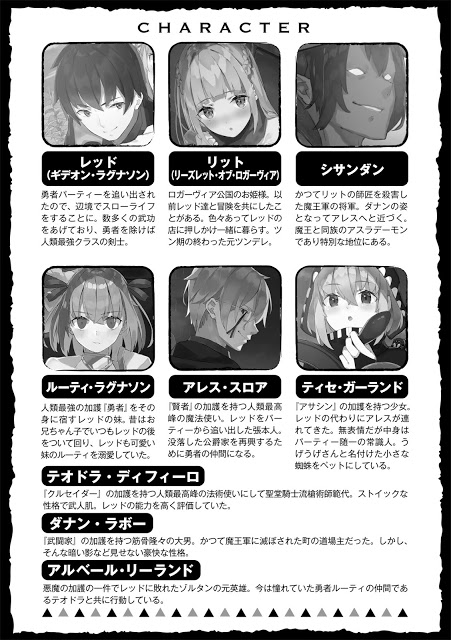 CHARACTER
レッド
(ギデオン・ラグナソン)
勇者パーティーを追い出され
たので、辺境でスローライフ
をすることに。数多くの武功
をあげており、勇者を除けば
人類最強クラスの剣士。
リット
(リーズレット・オブ・ロガーヴィア)
ロガーヴィア公国のお姫様。以
前レッド達と冒険を共にしたこ
とがある。色々あってレッドの
店に押しかけ一緒に暮らす。ツ
ン期の終わった元ツンデレ。
シサンダン
かつてリットの師匠を殺害し
た魔王軍の将軍。ダナンの姿
となってアレスへと近づく。
魔王と同族のアスラデーモン
であり特別な地位にある。
ルーティ・ラグナソン
人類最強の加護『勇者』をその
身に宿すレッドの妹。昔はお
兄ちゃん子でいつもレッドの後
をついて回り、レッドも可愛い
妹のルーティを溺愛していた。
アレス・スロア
『賢者』の加護を持つ人類最高
峰の魔法使い。レッドをパー
ティーから追い出した張本人。
没落した公爵家を再興するた
めに勇者の仲間になる。
ティセ・ガーランド
『アサシン』の加護を持つ少女。
レッドの代わりにアレスが連
れてきた。無表情だが中身は
パーティー随一の常識人。う
げうげさんと名付けた小さな
蜘蛛をペットにしている。
テオドラ・ディフィーロ
『クルセイダー』の加護を持つ人類最高峰の法術使いにして聖堂騎士流槍術師範代。ストイックな
性格で武人肌。レッドの能力を高く評価していた。
ダナン・ラボー
『武闘家』の加護を持つ筋骨隆々の大男。かつて魔王軍に滅ぼされた町の道場主だった。しかし、
そんな暗い影など見せない豪快な性格。
アルベール・リーランド
悪魔の加護の一件でレッドに敗れたゾルタンの元英雄。今は憧れていた勇者ルーティの仲間であ
るテオドラと共に行動している。